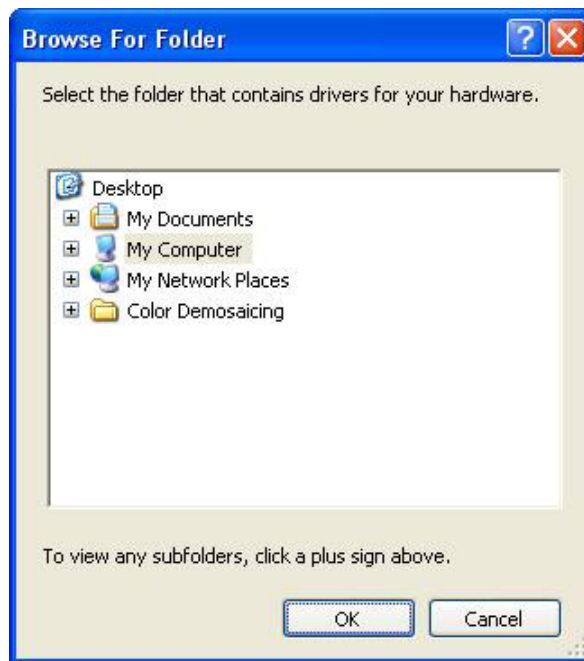 Browse For Folder
Select the folder that contains drivers for your hardware.
Desktop
My Documents
My Computer
My Network Places
Color Demosaicing
To view any subfolders, click a plus sign above.
OK Cancel